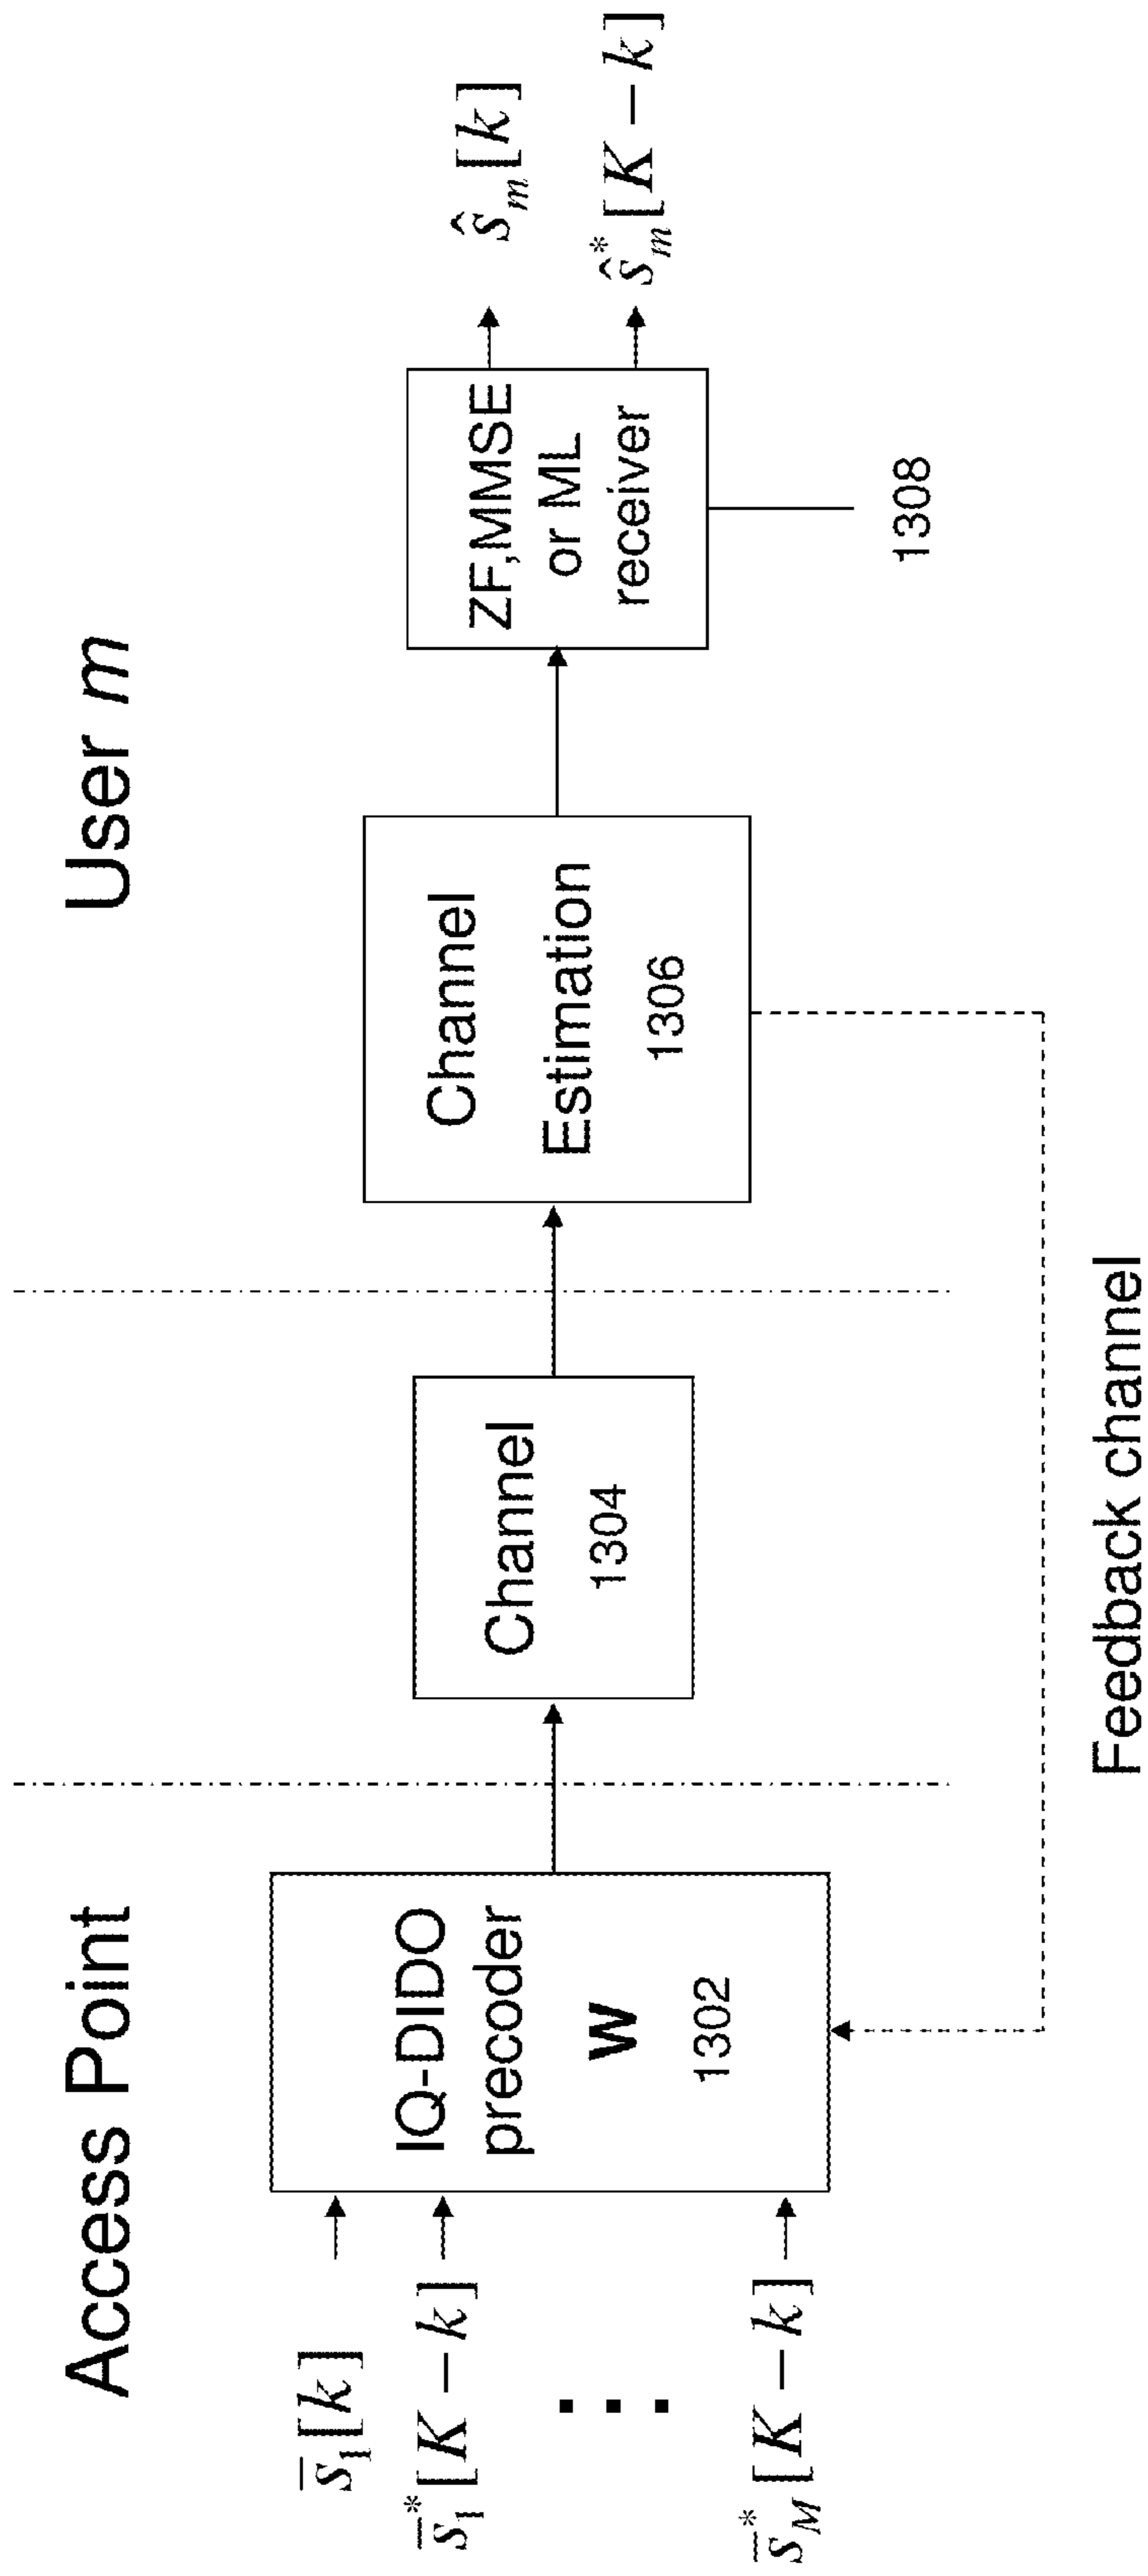 Access Point
User m
s̄₁[k]
s̄₁*[K − k]
⋮
s̄_M*[K − k]
IQ-DIDO
precoder
W
1302
Channel
1304
Channel
Estimation
1306
ZF,MMSE
or ML
receiver
1308
ŝₘ[k]
ŝₘ*[K − k]
Feedback channel